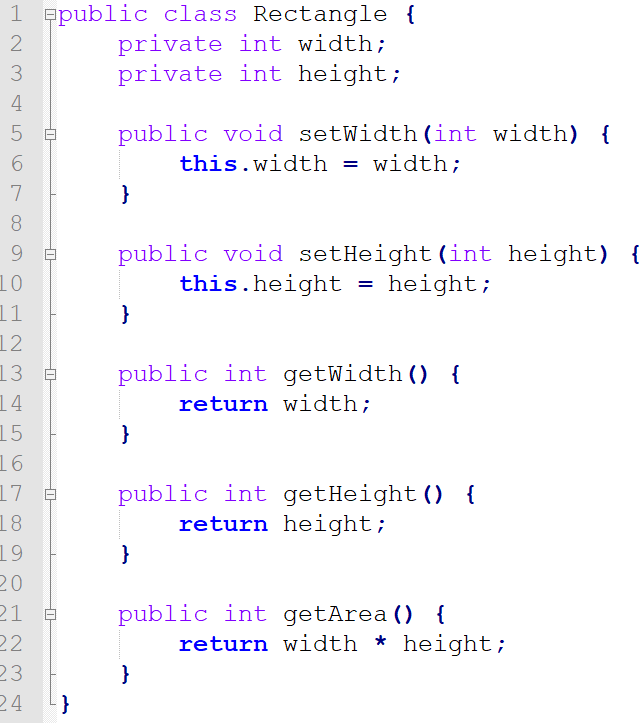 1 public class Rectangle {
2     private int width;
3     private int height;
4
5     public void setWidth(int width) {
6         this.width = width;
7     }
8
9     public void setHeight(int height) {
10         this.height = height;
11     }
12
13     public int getWidth() {
14         return width;
15     }
16
17     public int getHeight() {
18         return height;
19     }
20
21     public int getArea() {
22         return width * height;
23     }
24 }